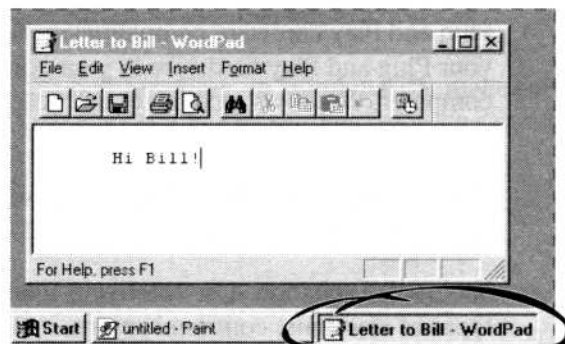 Letter to Bill - WordPad
File Edit View Insert Format Help
Hi Bill!
For Help, press F1
Start untitled - Paint Letter to Bill - WordPad